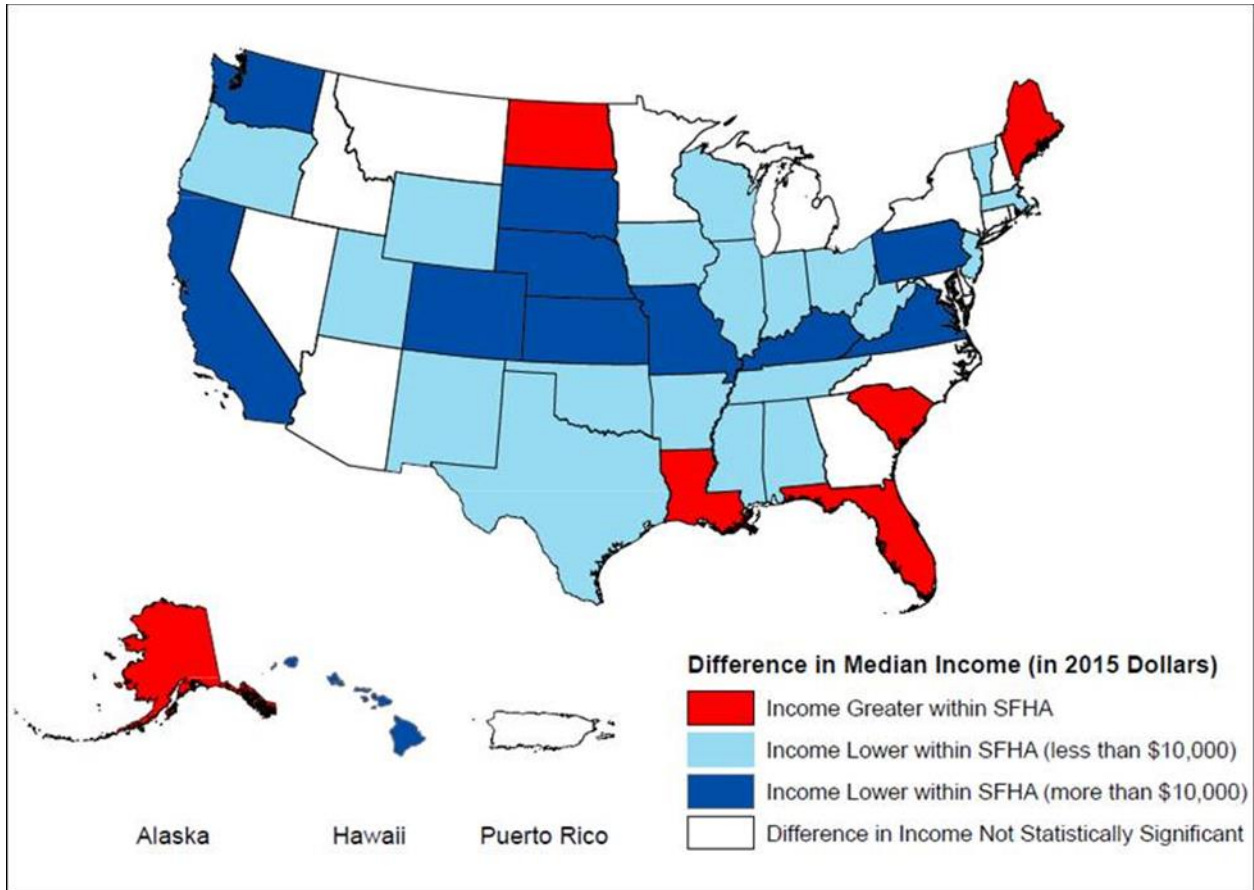 Difference in Median Income (in 2015 Dollars)
Income Greater within SFHA
Income Lower within SFHA (less than $10,000)
Income Lower within SFHA (more than $10,000)
Difference in Income Not Statistically Significant
Alaska
Hawaii
Puerto Rico